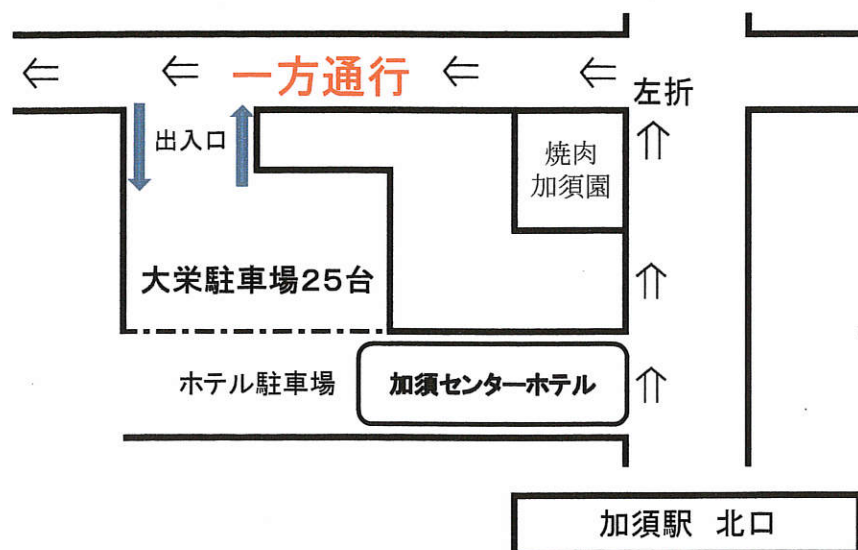 一方通行
左折
出入口
焼肉
加須園
大栄駐車場25台
ホテル駐車場
加須センターホテル
加須駅 北口